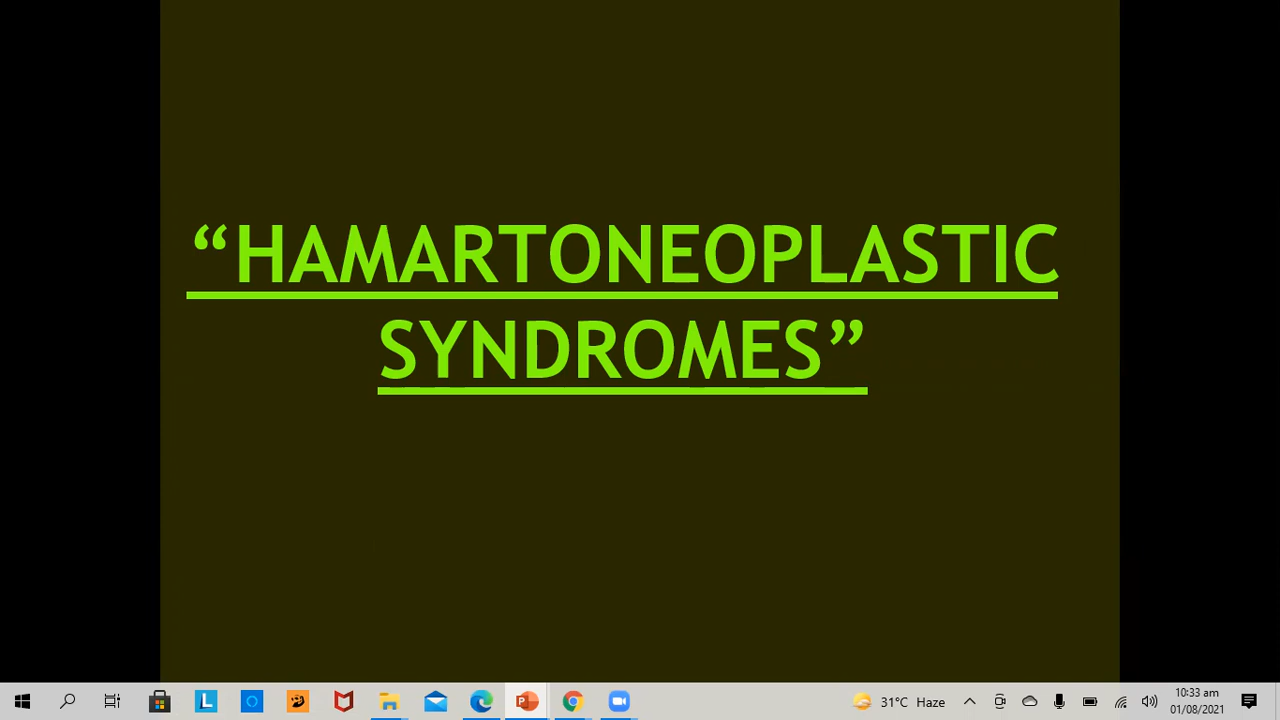 “HAMARTONEOPLASTIC
SYNDROMES”
31°C Haze
10:33 am
01/08/2021